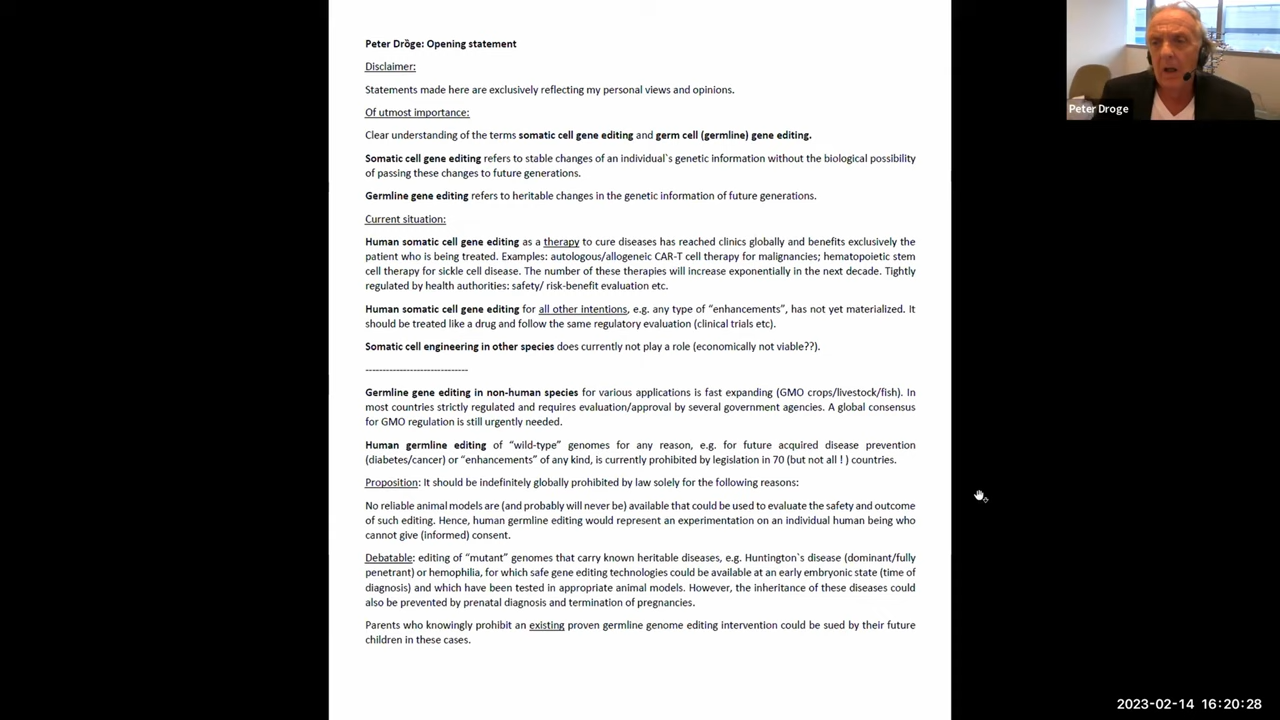 Peter Dröge: Opening statement
Disclaimer:
Statements made here are exclusively reflecting my personal views and opinions.
Of utmost importance:
Clear understanding of the terms somatic cell gene editing and germ cell (germline) gene editing.
Somatic cell gene editing refers to stable changes of an individual`s genetic information without the biological possibility
of passing these changes to future generations.
Germline gene editing refers to heritable changes in the genetic information of future generations.
Current situation:
Human somatic cell gene editing as a therapy to cure diseases has reached clinics globally and benefits exclusively the
patient who is being treated. Examples: autologous/allogeneic CAR-T cell therapy for malignancies; hematopoietic stem
cell therapy for sickle cell disease. The number of these therapies will increase exponentially in the next decade. Tightly
regulated by health authorities: safety/ risk-benefit evaluation etc.
Human somatic cell gene editing for all other intentions, e.g. any type of “enhancements”, has not yet materialized. It
should be treated like a drug and follow the same regulatory evaluation (clinical trials etc).
Somatic cell engineering in other species does currently not play a role (economically not viable??).
------------------------------
Germline gene editing in non-human species for various applications is fast expanding (GMO crops/livestock/fish). In
most countries strictly regulated and requires evaluation/approval by several government agencies. A global consensus
for GMO regulation is still urgently needed.
Human germline editing of “wild-type” genomes for any reason, e.g. for future acquired disease prevention
(diabetes/cancer) or “enhancements” of any kind, is currently prohibited by legislation in 70 (but not all ! ) countries.
Proposition: It should be indefinitely globally prohibited by law solely for the following reasons:
No reliable animal models are (and probably will never be) available that could be used to evaluate the safety and outcome
of such editing. Hence, human germline editing would represent an experimentation on an individual human being who
cannot give (informed) consent.
Debatable: editing of “mutant” genomes that carry known heritable diseases, e.g. Huntington`s disease (dominant/fully
penetrant) or hemophilia, for which safe gene editing technologies could be available at an early embryonic state (time of
diagnosis) and which have been tested in appropriate animal models. However, the inheritance of these diseases could
also be prevented by prenatal diagnosis and termination of pregnancies.
Parents who knowingly prohibit an existing proven germline genome editing intervention could be sued by their future
children in these cases.
Peter Droge
2023-02-14 16:20:28